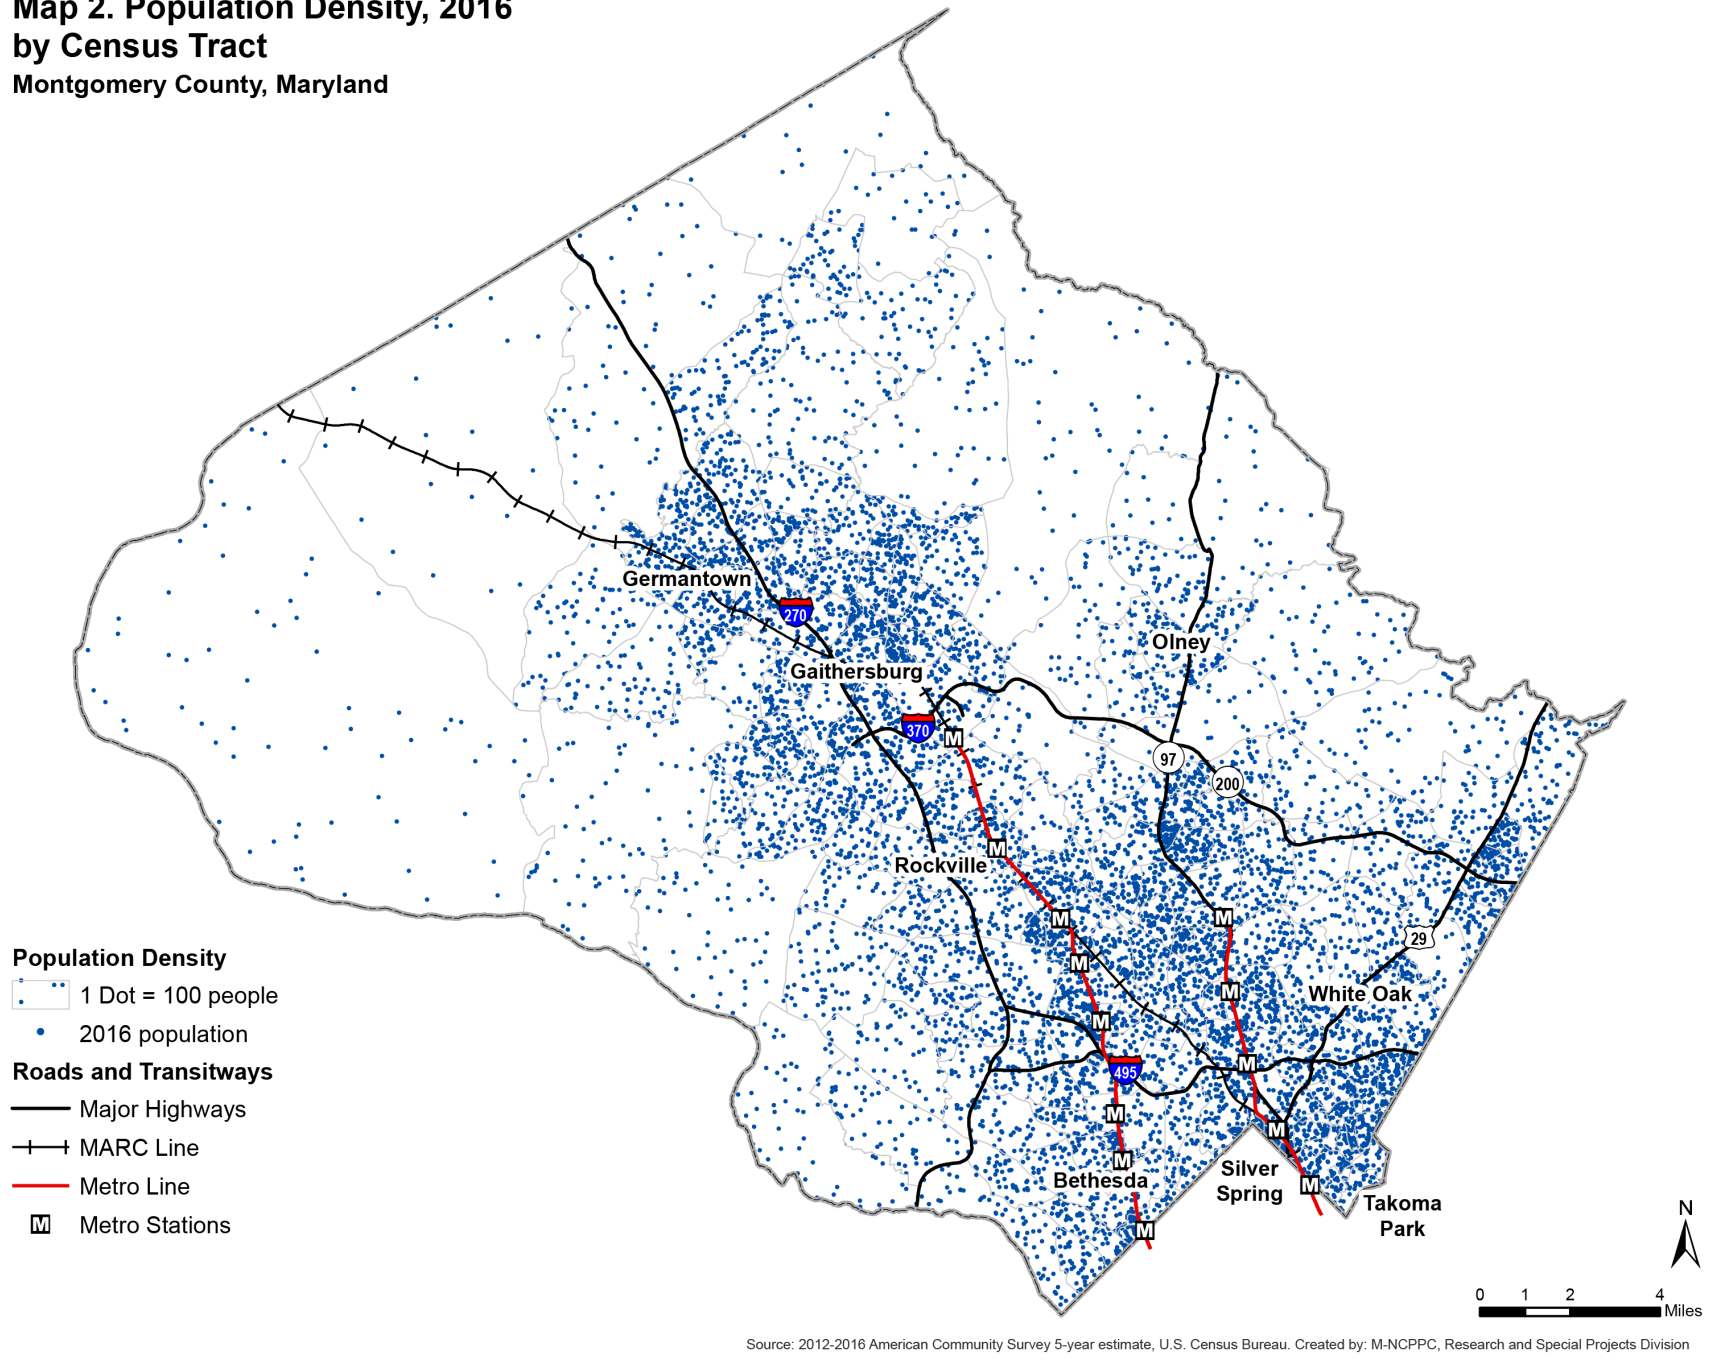 Map 2. Population Density, 2016
by Census Tract
Montgomery County, Maryland
Germantown
270
Olney
Gaithersburg
370
M
97
200
M
Rockville
M
M
29
M
M
White Oak
M
M
495
M
M
M
Bethesda
Silver
Spring
M
Takoma
Park
M
Population Density
1 Dot = 100 people
2016 population
Roads and Transitways
Major Highways
MARC Line
Metro Line
M Metro Stations
N
0 1 2 4
Miles
Source: 2012-2016 American Community Survey 5-year estimate, U.S. Census Bureau. Created by: M-NCPPC, Research and Special Projects Division